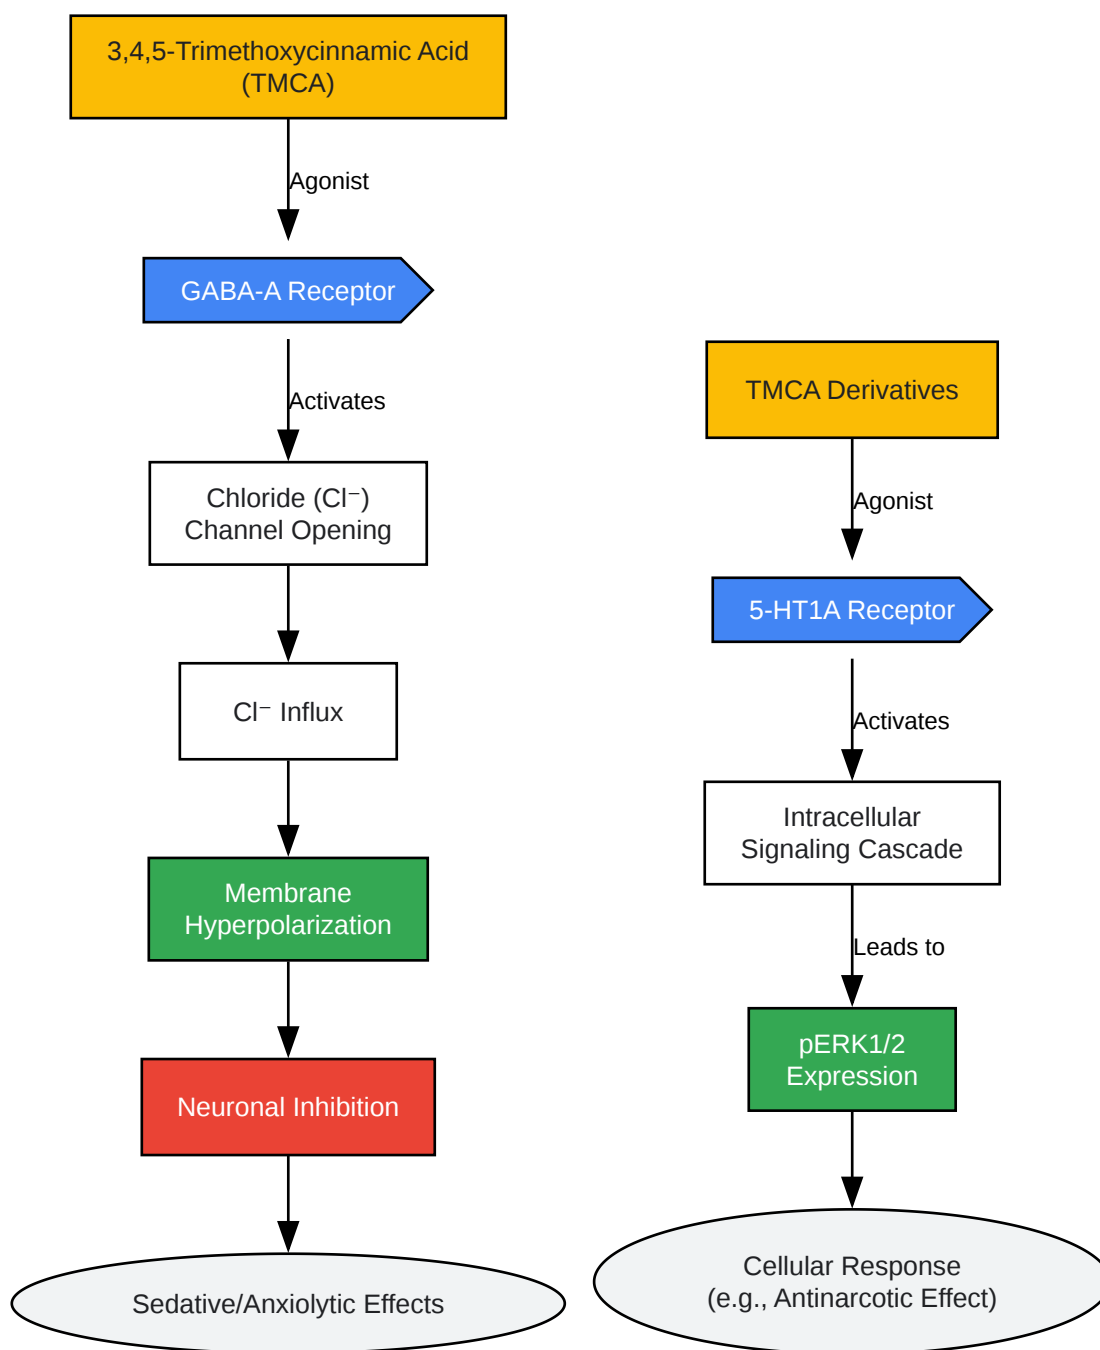 3,4,5-Trimethoxycinnamic Acid
(TMCA)
Agonist
GABA-A Receptor
Activates
Chloride (Cl⁻)
Channel Opening
Cl⁻ Influx
Membrane
Hyperpolarization
Neuronal Inhibition
Sedative/Anxiolytic Effects
TMCA Derivatives
Agonist
5-HT1A Receptor
Activates
Intracellular
Signaling Cascade
Leads to
pERK1/2
Expression
Cellular Response
(e.g., Antinarcotic Effect)